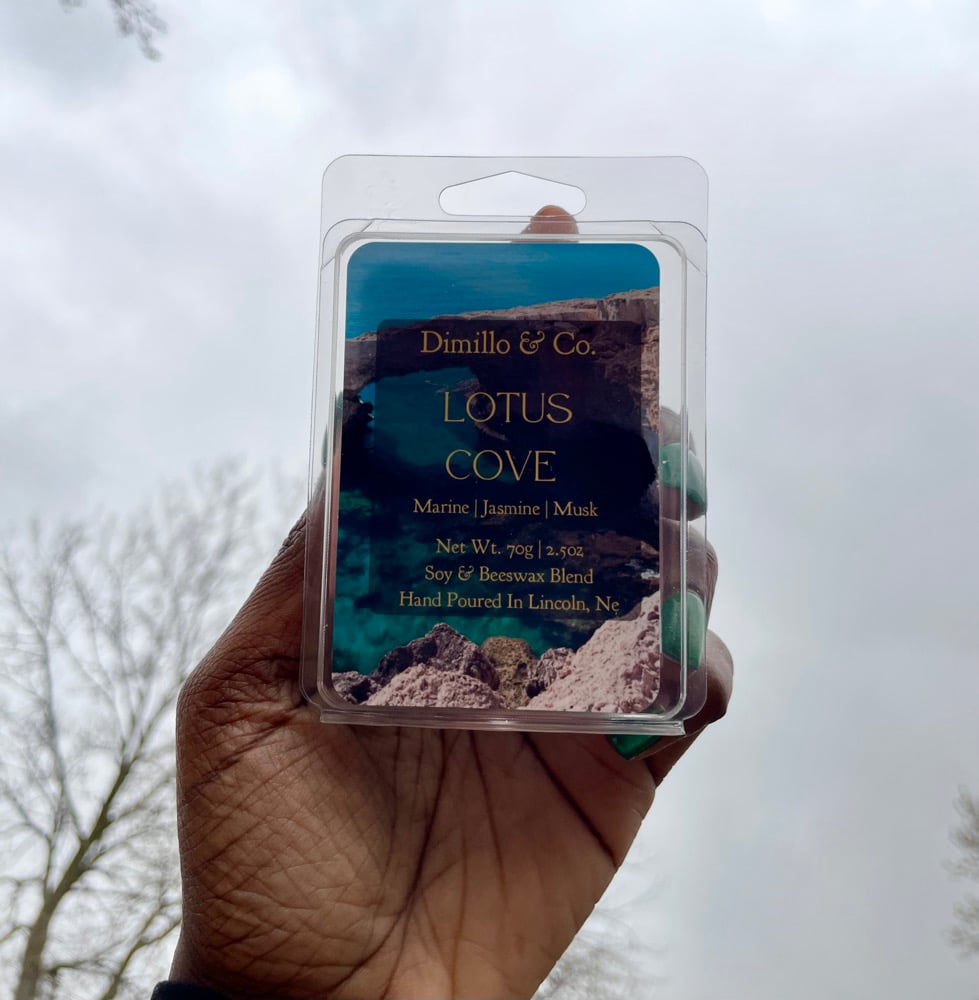 Dimillo & Co.
LOTUS
COVE
Marine | Jasmine | Musk
Net Wt. 70g | 2.5oz
Soy & Beeswax Blend
Hand Poured In Lincoln, Ne